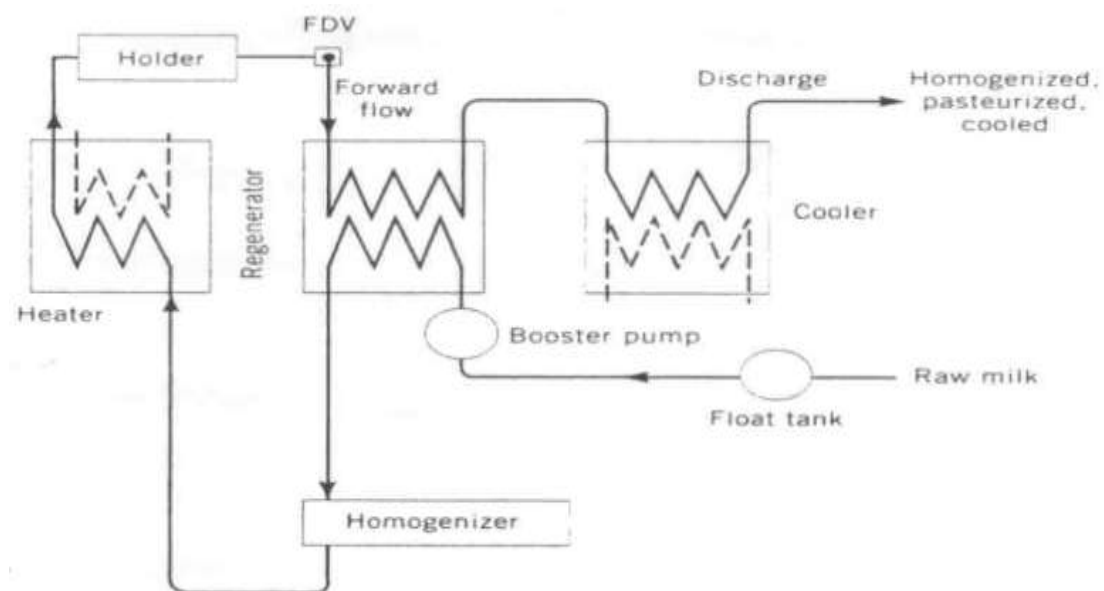 FDV
Holder
Forward
flow
Discharge
Homogenized,
pasteurized,
cooled
Regenerator
Cooler
Heater
Booster pump
Raw milk
Float tank
Homogenizer